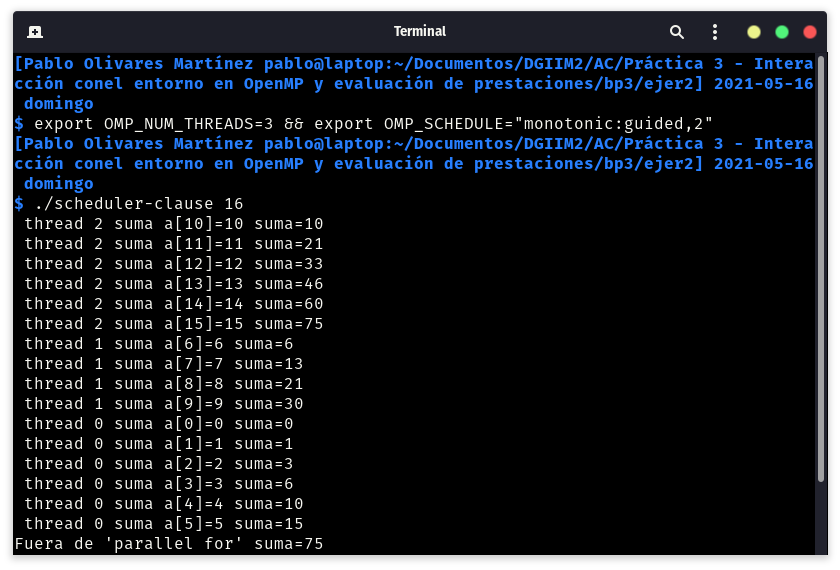 Terminal
[Pablo Olivares Martínez pablo@laptop:~/Documentos/DGIIM2/AC/Práctica 3 - Intera
cción conel entorno en OpenMP y evaluación de prestaciones/bp3/ejer2] 2021-05-16
domingo
$ export OMP_NUM_THREADS=3 && export OMP_SCHEDULE="monotonic:guided,2"
[Pablo Olivares Martínez pablo@laptop:~/Documentos/DGIIM2/AC/Práctica 3 - Intera
cción conel entorno en OpenMP y evaluación de prestaciones/bp3/ejer2] 2021-05-16
domingo
$ ./scheduler-clause 16
thread 2 suma a[10]=10 suma=10
thread 2 suma a[11]=11 suma=21
thread 2 suma a[12]=12 suma=33
thread 2 suma a[13]=13 suma=46
thread 2 suma a[14]=14 suma=60
thread 2 suma a[15]=15 suma=75
thread 1 suma a[6]=6 suma=6
thread 1 suma a[7]=7 suma=13
thread 1 suma a[8]=8 suma=21
thread 1 suma a[9]=9 suma=30
thread 0 suma a[0]=0 suma=0
thread 0 suma a[1]=1 suma=1
thread 0 suma a[2]=2 suma=3
thread 0 suma a[3]=3 suma=6
thread 0 suma a[4]=4 suma=10
thread 0 suma a[5]=5 suma=15
Fuera de 'parallel for' suma=75